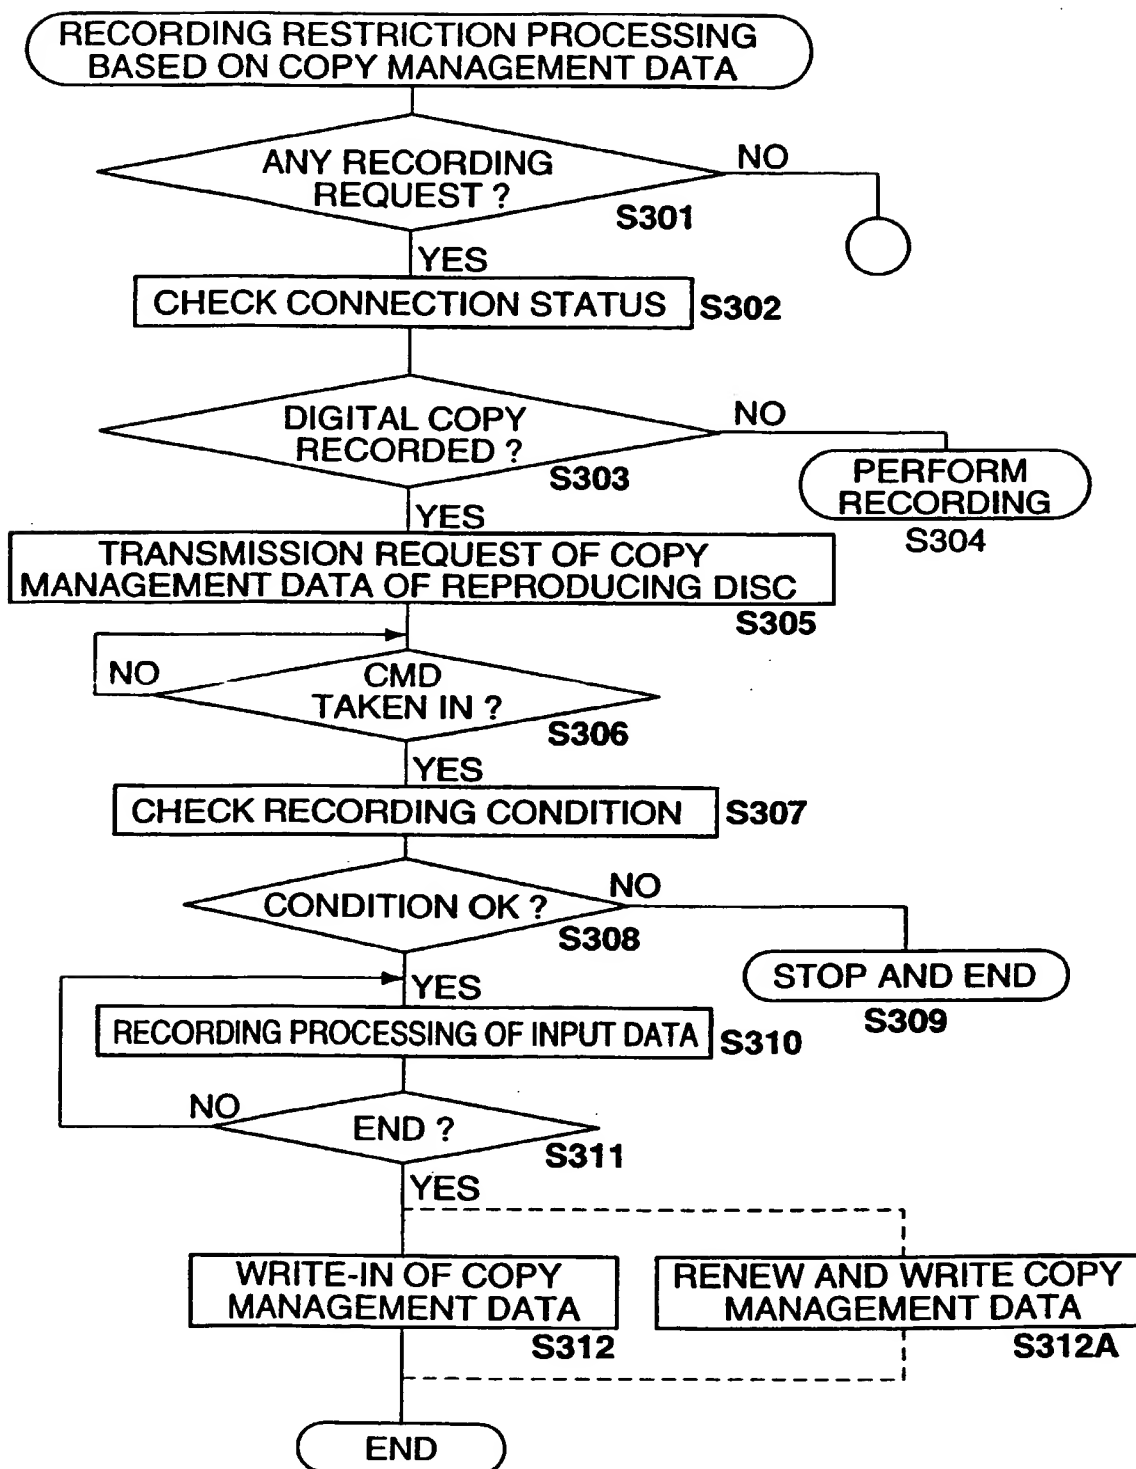 RECORDING RESTRICTION PROCESSING
BASED ON COPY MANAGEMENT DATA
ANY RECORDING
REQUEST ?
NO
S301
YES
CHECK CONNECTION STATUS
S302
DIGITAL COPY
RECORDED ?
NO
S303
PERFORM
RECORDING
S304
YES
TRANSMISSION REQUEST OF COPY
MANAGEMENT DATA OF REPRODUCING DISC
S305
NO
CMD
TAKEN IN ?
S306
YES
CHECK RECORDING CONDITION
S307
CONDITION OK ?
NO
S308
STOP AND END
S309
YES
RECORDING PROCESSING OF INPUT DATA
S310
NO
END ?
S311
YES
WRITE-IN OF COPY
MANAGEMENT DATA
S312
RENEW AND WRITE COPY
MANAGEMENT DATA
S312A
END